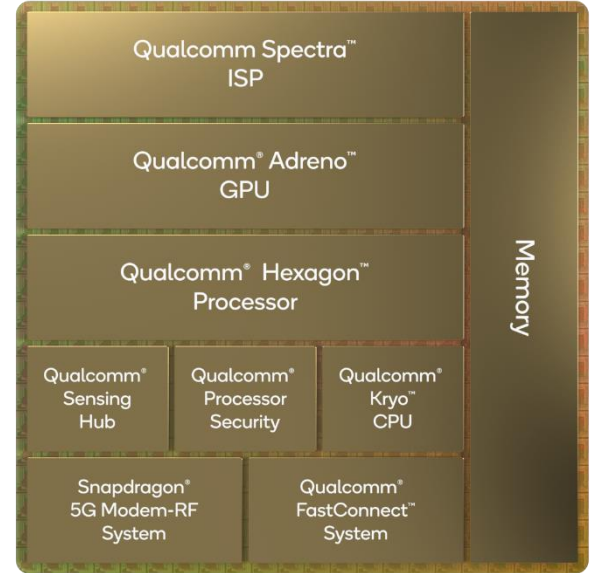 Qualcomm Spectra™
ISP
Qualcomm® Adreno™
GPU
Qualcomm® Hexagon™
Processor
Memory
Qualcomm®
Sensing
Hub
Qualcomm®
Processor
Security
Qualcomm®
Kryo™
CPU
Snapdragon®
5G Modem-RF
System
Qualcomm®
FastConnect™
System